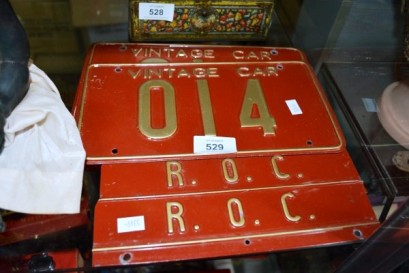 528
VINTAGE CAR
VINTAGE CAR
014
529
R. O. C.
R. O. C.